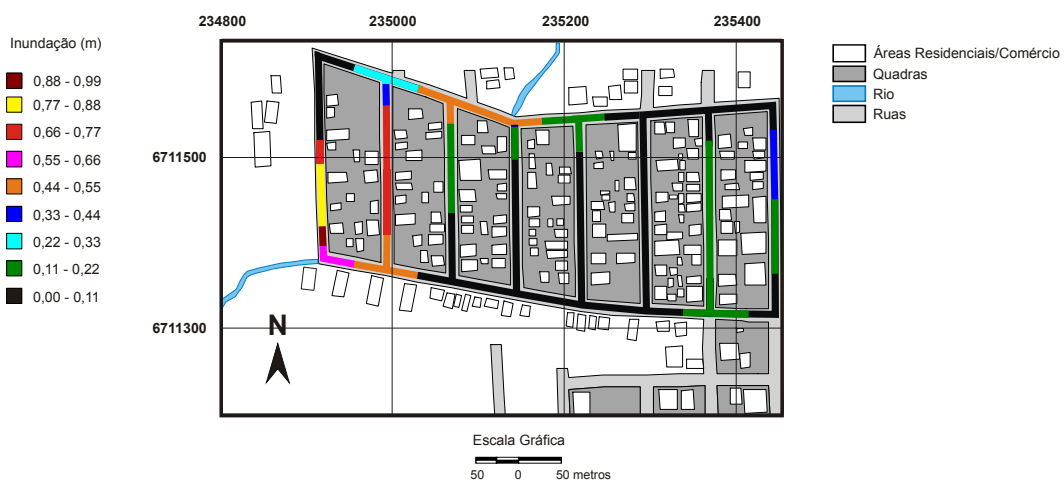 234800 235000 235200 235400
Inundação (m)
0,88 - 0,99
0,77 - 0,88
0,66 - 0,77
0,55 - 0,66
0,44 - 0,55
0,33 - 0,44
0,22 - 0,33
0,11 - 0,22
0,00 - 0,11
6711500
6711300
N
Áreas Residenciais/Comércio
Quadras
Rio
Ruas
Escala Gráfica
50 0 50 metros